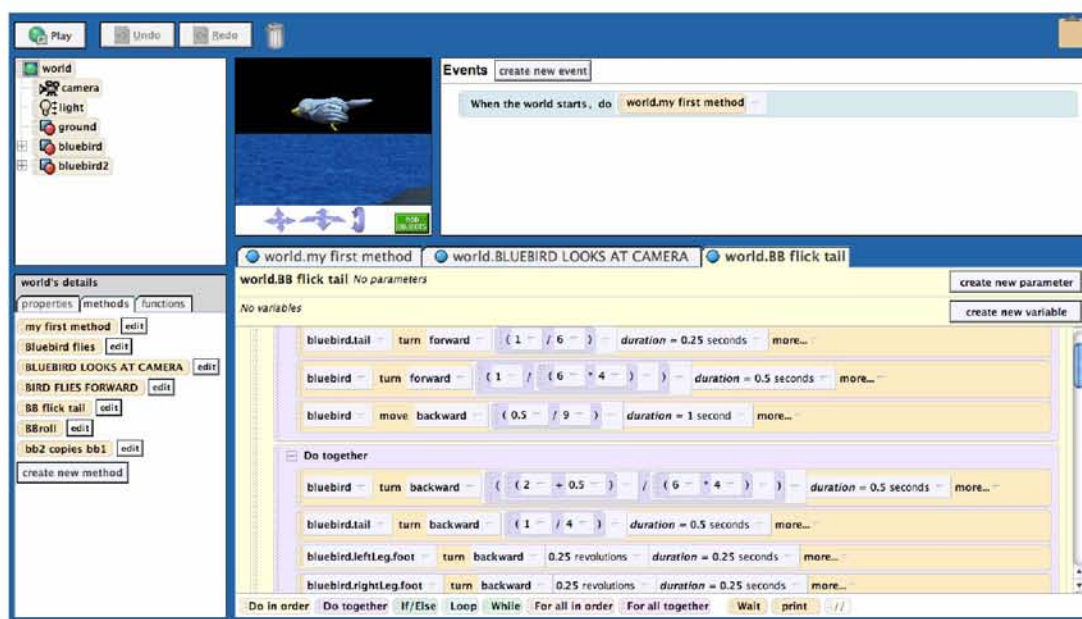 Play Undo Redo
world
camera
light
ground
bluebird
bluebird2
ADD OBJECTS
Events create new event
When the world starts, do world.my first method
world's details
properties methods functions
my first method edit
Bluebird flies edit
BLUEBIRD LOOKS AT CAMERA edit
BIRD FLIES FORWARD edit
BB flick tail edit
BBroll edit
bb2 copies bb1 edit
create new method
world.my first method world.BLUEBIRD LOOKS AT CAMERA world.BB flick tail
world.BB flick tail No parameters create new parameter
No variables create new variable
bluebird.tail turn forward ( 1 / 6 ) duration = 0.25 seconds more...
bluebird turn forward ( 1 / ( 6 * 4 ) ) duration = 0.5 seconds more...
bluebird move backward ( 0.5 / 9 ) duration = 1 second more...
Do together
bluebird turn backward ( ( 2 + 0.5 ) / ( 6 * 4 ) ) duration = 0.5 seconds more...
bluebird.tail turn backward ( 1 / 4 ) duration = 0.5 seconds more...
bluebird.leftLeg.foot turn backward 0.25 revolutions duration = 0.25 seconds more...
bluebird.rightLeg.foot turn backward 0.25 revolutions duration = 0.25 seconds more...
Do in order Do together If/Else Loop While For all in order For all together Wait print //